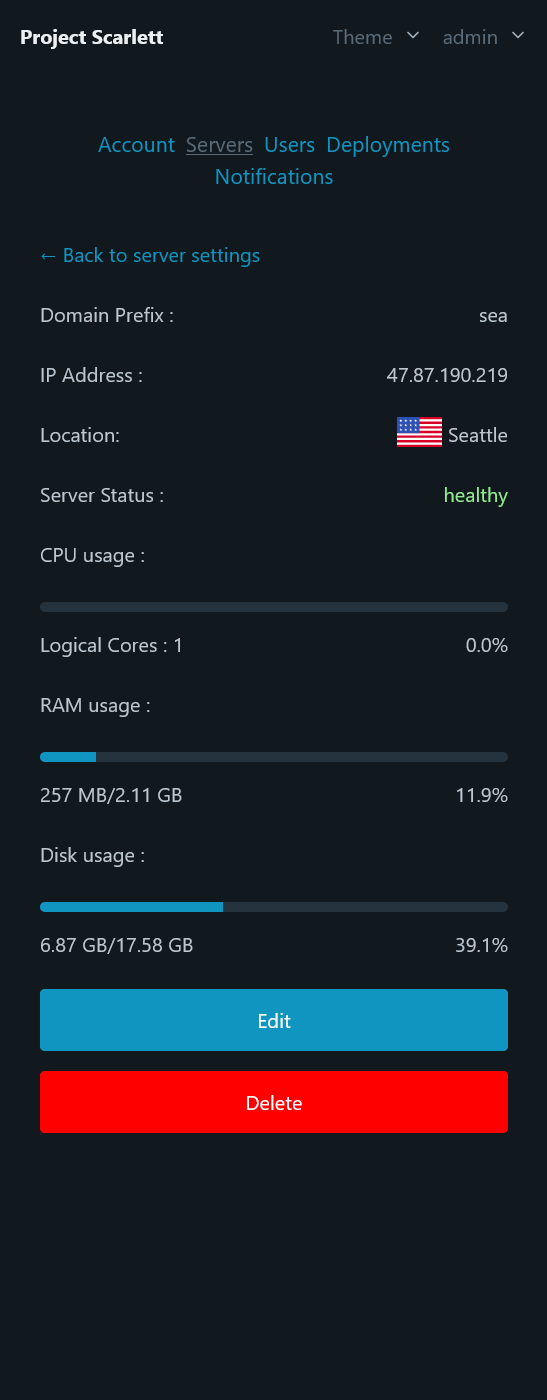 Project Scarlett Theme admin
Account Servers Users Deployments
Notifications
← Back to server settings
Domain Prefix : sea
IP Address : 47.87.190.219
Location: Seattle
Server Status : healthy
CPU usage :
Logical Cores : 1 0.0%
RAM usage :
257 MB/2.11 GB 11.9%
Disk usage :
6.87 GB/17.58 GB 39.1%
Edit
Delete